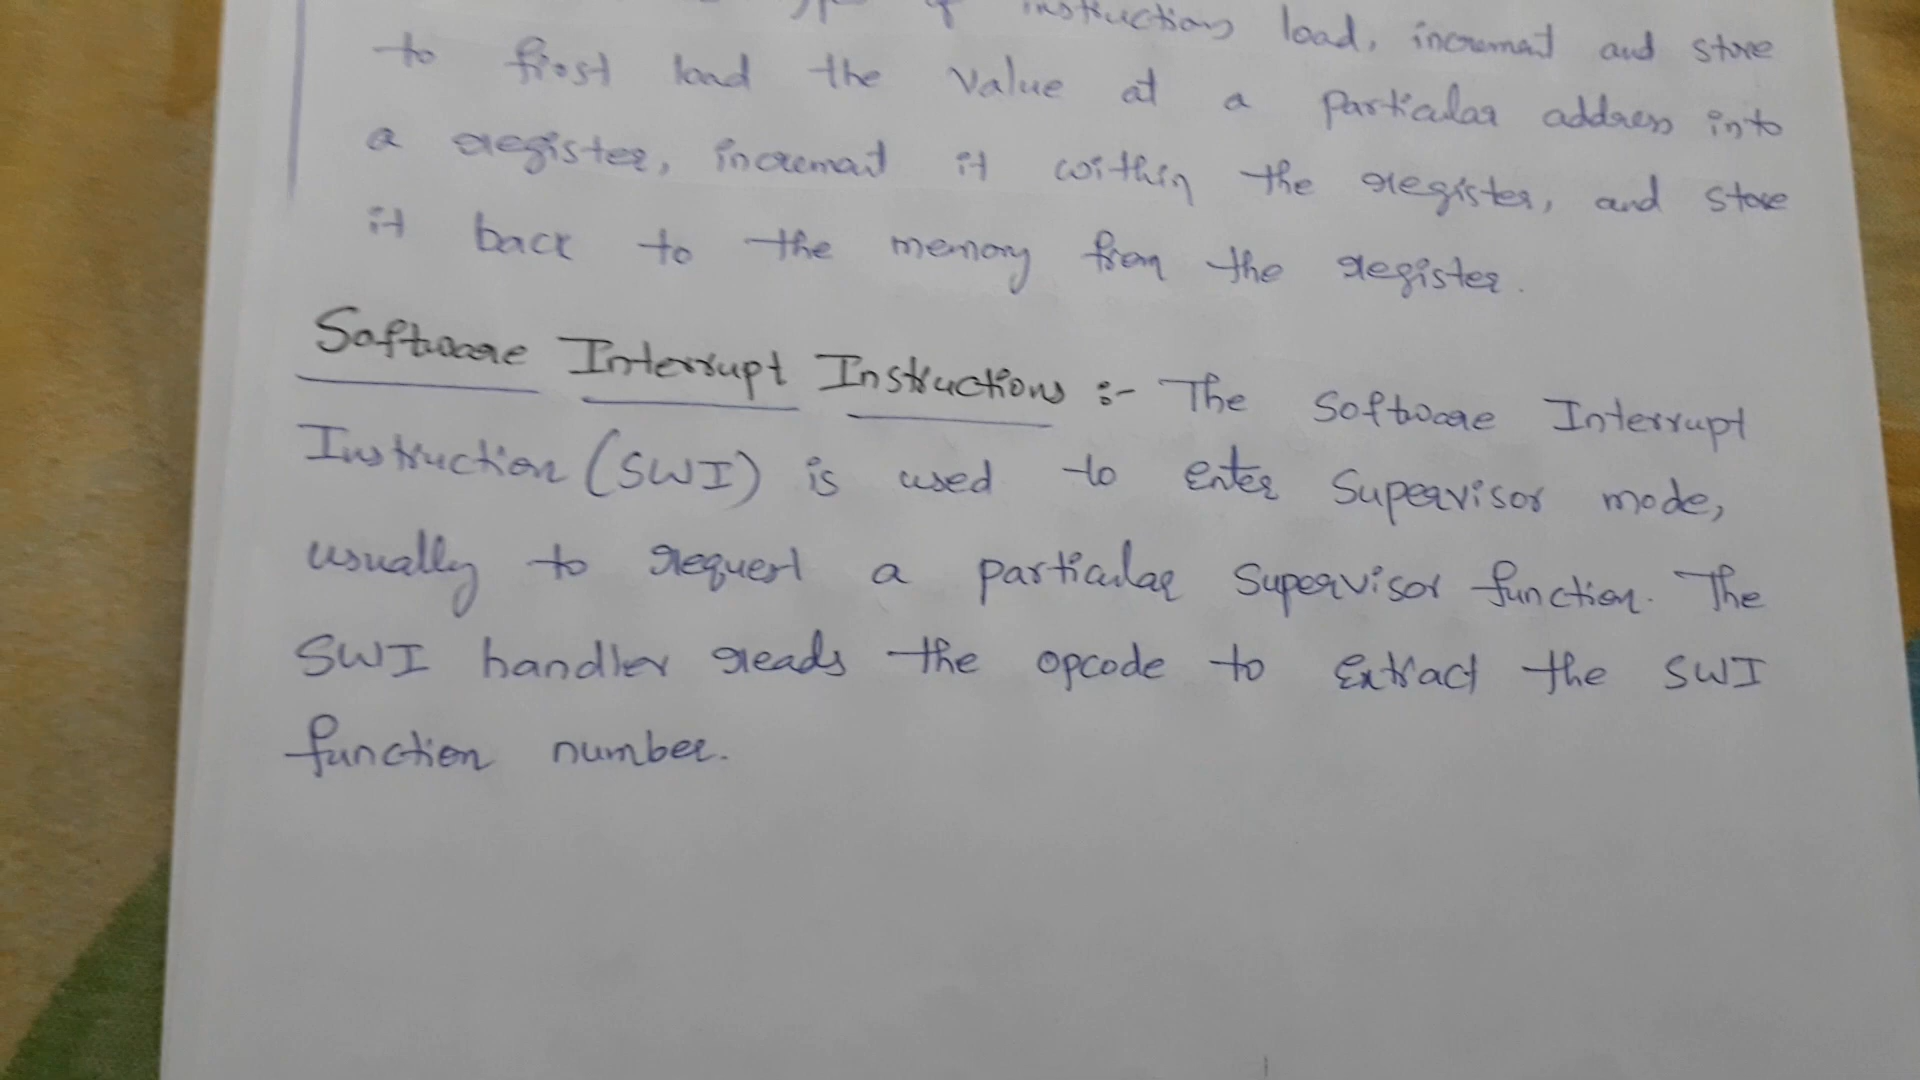 of instructions load, increment and store
to first load the value at a particular address into
a register, increment it within the register, and store
it back to the memory from the register.
Software Interrupt Instructions :- The Software Interrupt
Instruction (SWI) is used to enter Supervisor mode,
usually to request a particular Supervisor function. The
SWI handler reads the opcode to Extract the SWI
function number.